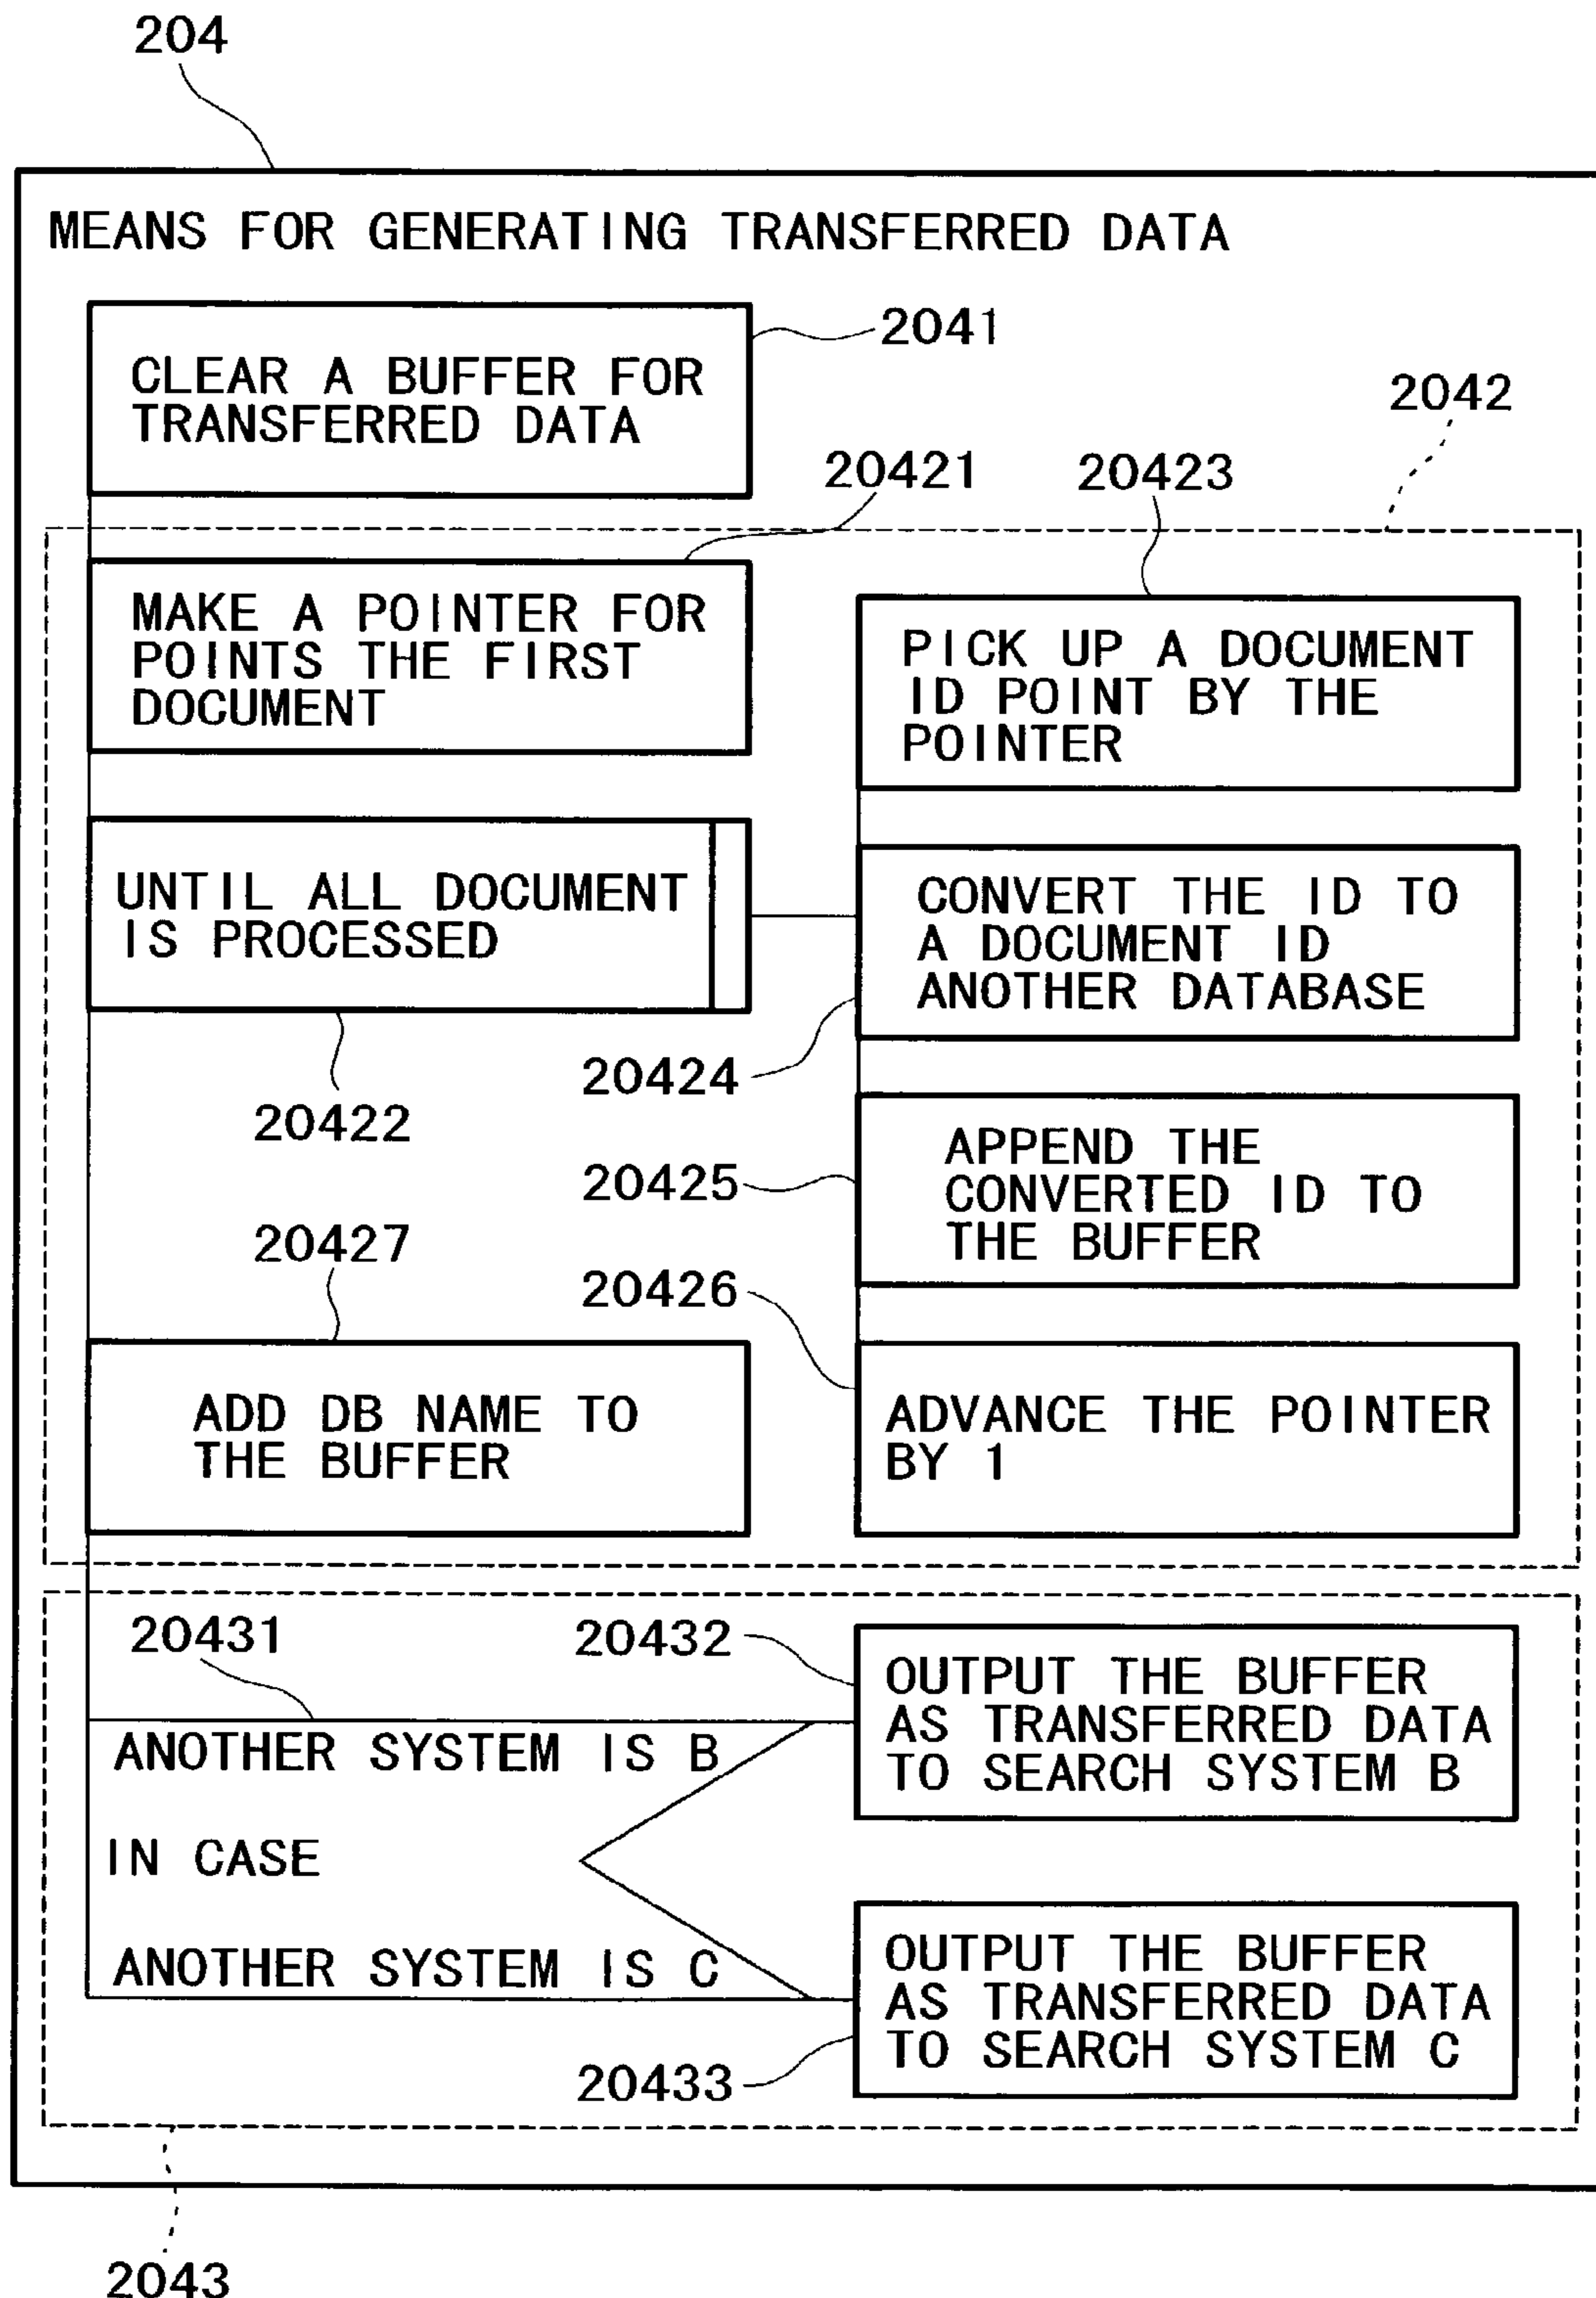 204
MEANS FOR GENERATING TRANSFERRED DATA
2041
CLEAR A BUFFER FOR
TRANSFERRED DATA
2042
20421
20423
MAKE A POINTER FOR
POINTS THE FIRST
DOCUMENT
PICK UP A DOCUMENT
ID POINT BY THE
POINTER
UNTIL ALL DOCUMENT
IS PROCESSED
CONVERT THE ID TO
A DOCUMENT ID
ANOTHER DATABASE
20424
20422
APPEND THE
CONVERTED ID TO
THE BUFFER
20425
20427
20426
ADD DB NAME TO
THE BUFFER
ADVANCE THE POINTER
BY 1
20431
20432
OUTPUT THE BUFFER
AS TRANSFERRED DATA
TO SEARCH SYSTEM B
ANOTHER SYSTEM IS B
IN CASE
ANOTHER SYSTEM IS C
OUTPUT THE BUFFER
AS TRANSFERRED DATA
TO SEARCH SYSTEM C
20433
2043